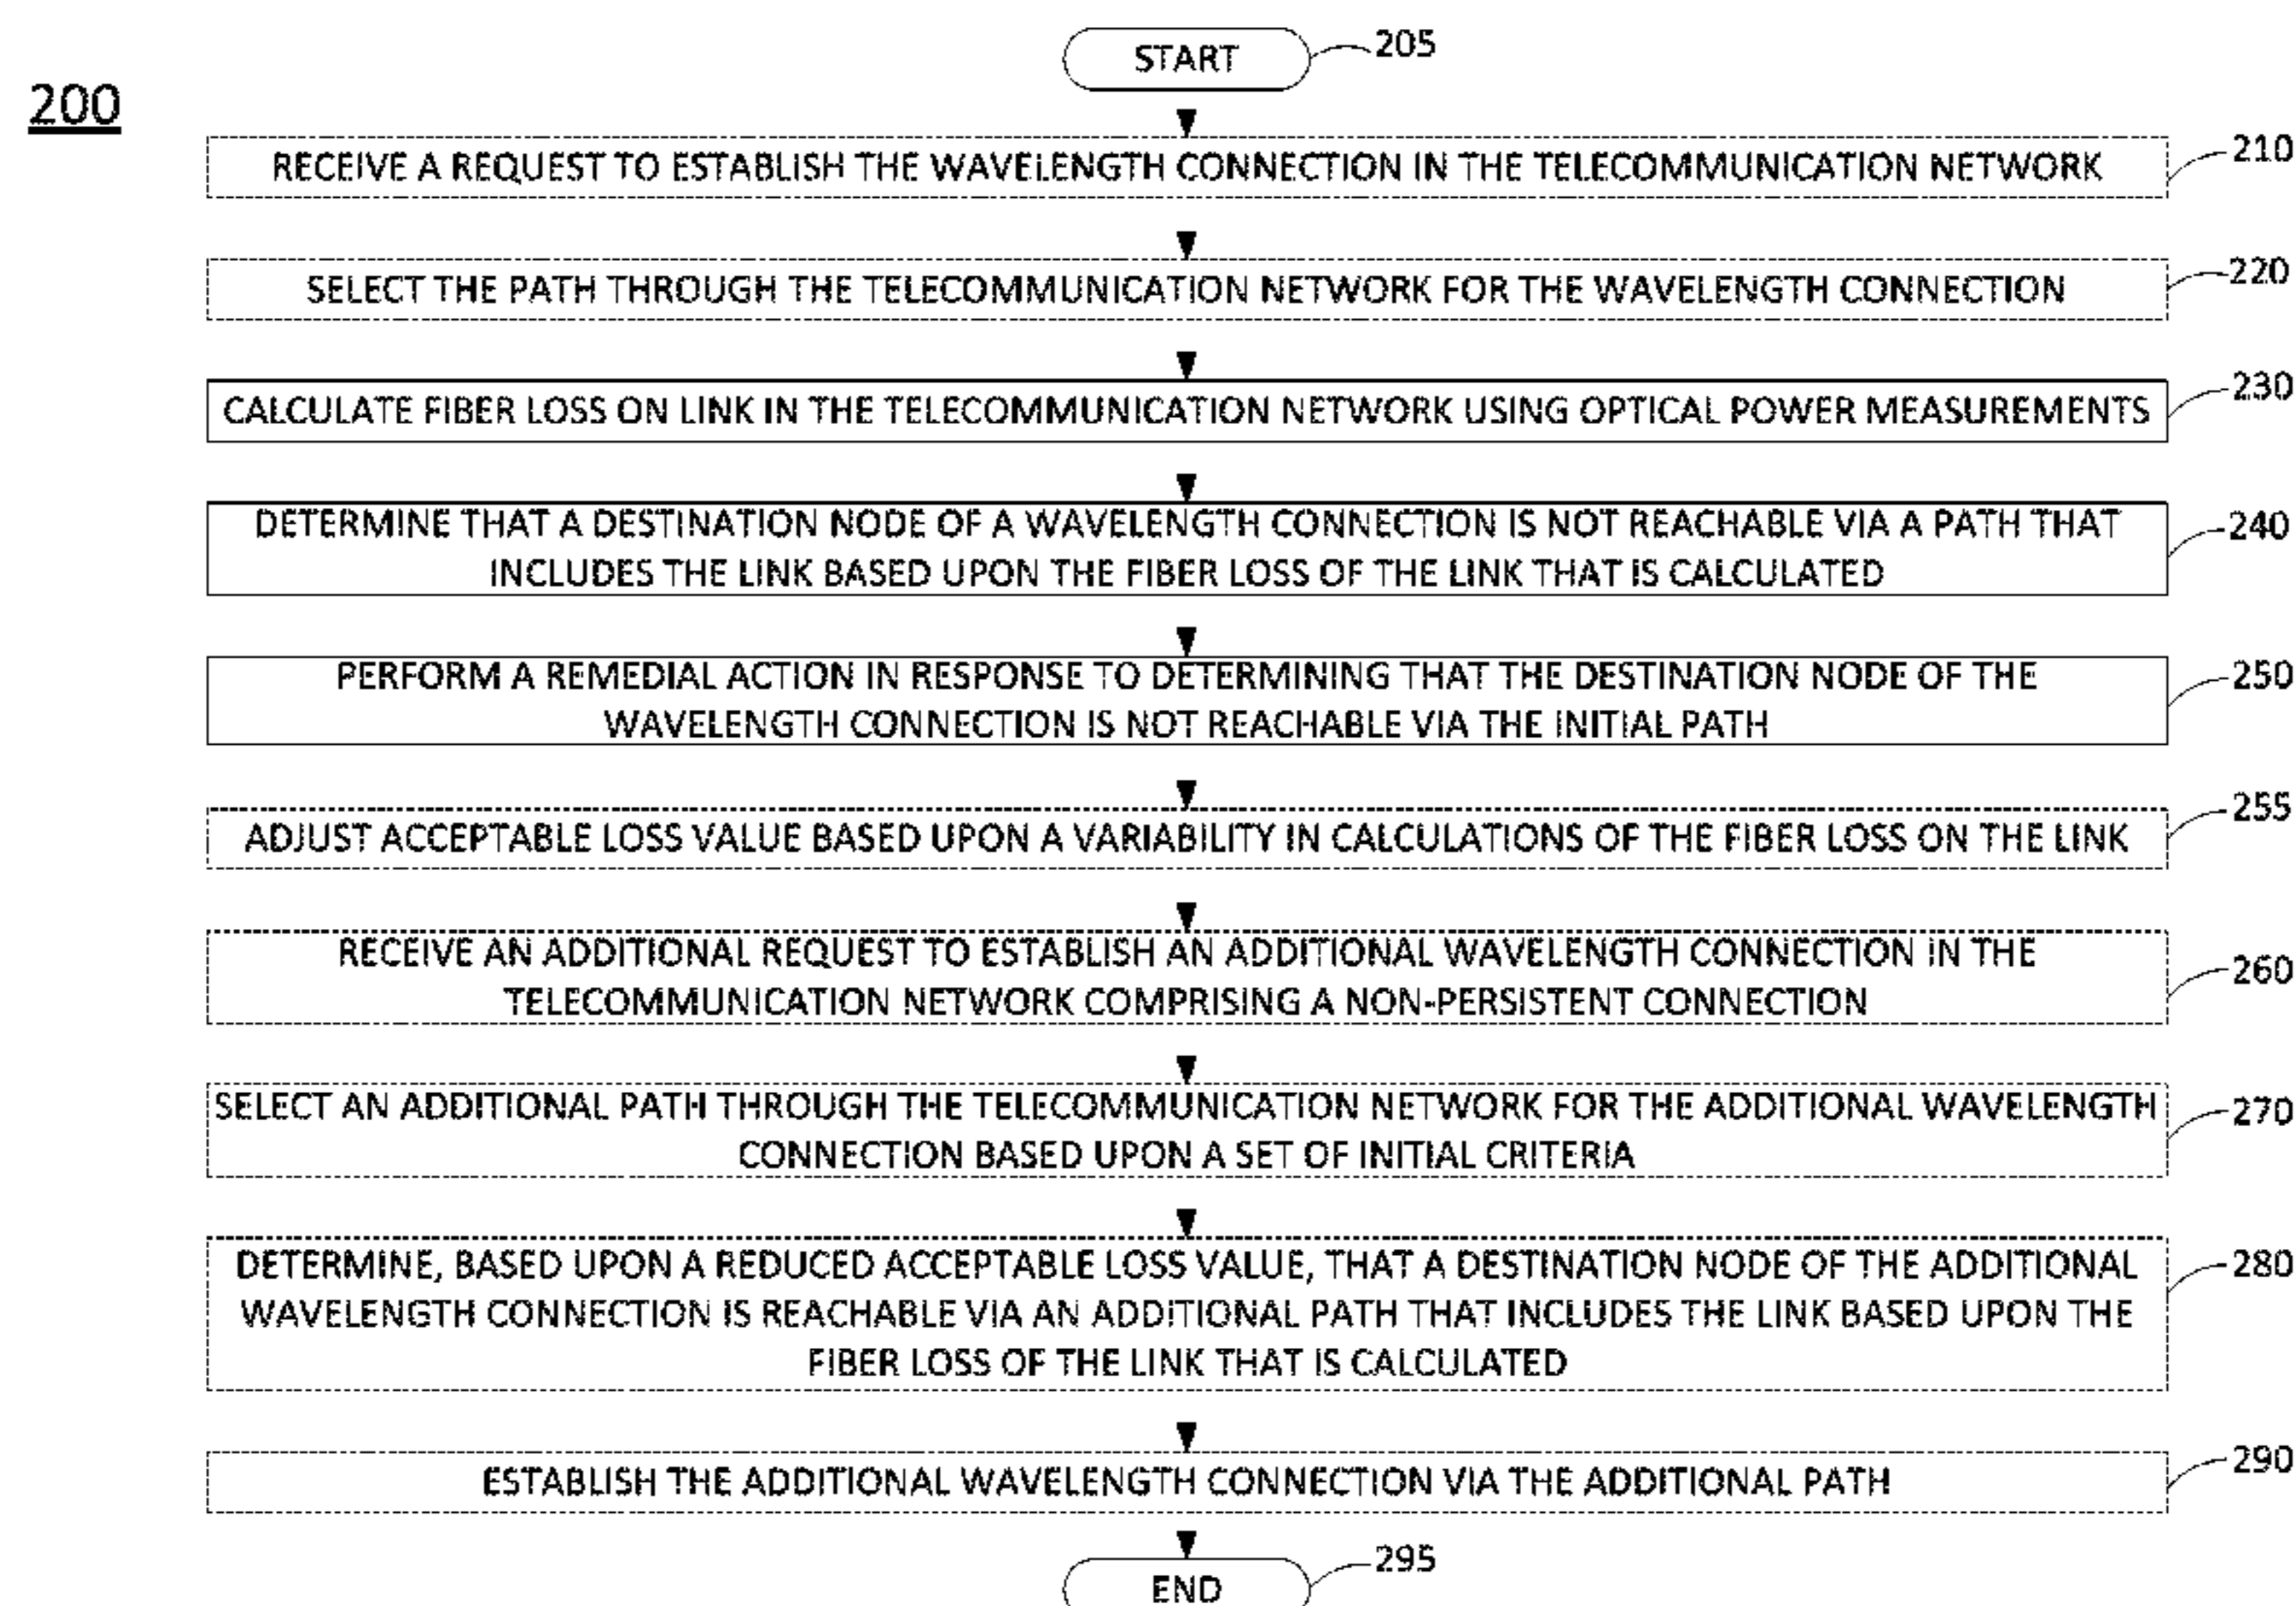 START
205
200
RECEIVE A REQUEST TO ESTABLISH THE WAVELENGTH CONNECTION IN THE TELECOMMUNICATION NETWORK
210
SELECT THE PATH THROUGH THE TELECOMMUNICATION NETWORK FOR THE WAVELENGTH CONNECTION
220
CALCULATE FIBER LOSS ON LINK IN THE TELECOMMUNICATION NETWORK USING OPTICAL POWER MEASUREMENTS
230
DETERMINE THAT A DESTINATION NODE OF A WAVELENGTH CONNECTION IS NOT REACHABLE VIA A PATH THAT
INCLUDES THE LINK BASED UPON THE FIBER LOSS OF THE LINK THAT IS CALCULATED
240
PERFORM A REMEDIAL ACTION IN RESPONSE TO DETERMINING THAT THE DESTINATION NODE OF THE
WAVELENGTH CONNECTION IS NOT REACHABLE VIA THE INITIAL PATH
250
ADJUST ACCEPTABLE LOSS VALUE BASED UPON A VARIABILITY IN CALCULATIONS OF THE FIBER LOSS ON THE LINK
255
RECEIVE AN ADDITIONAL REQUEST TO ESTABLISH AN ADDITIONAL WAVELENGTH CONNECTION IN THE
TELECOMMUNICATION NETWORK COMPRISING A NON-PERSISTENT CONNECTION
260
SELECT AN ADDITIONAL PATH THROUGH THE TELECOMMUNICATION NETWORK FOR THE ADDITIONAL WAVELENGTH
CONNECTION BASED UPON A SET OF INITIAL CRITERIA
270
DETERMINE, BASED UPON A REDUCED ACCEPTABLE LOSS VALUE, THAT A DESTINATION NODE OF THE ADDITIONAL
WAVELENGTH CONNECTION IS REACHABLE VIA AN ADDITIONAL PATH THAT INCLUDES THE LINK BASED UPON THE
FIBER LOSS OF THE LINK THAT IS CALCULATED
280
ESTABLISH THE ADDITIONAL WAVELENGTH CONNECTION VIA THE ADDITIONAL PATH
290
END
295